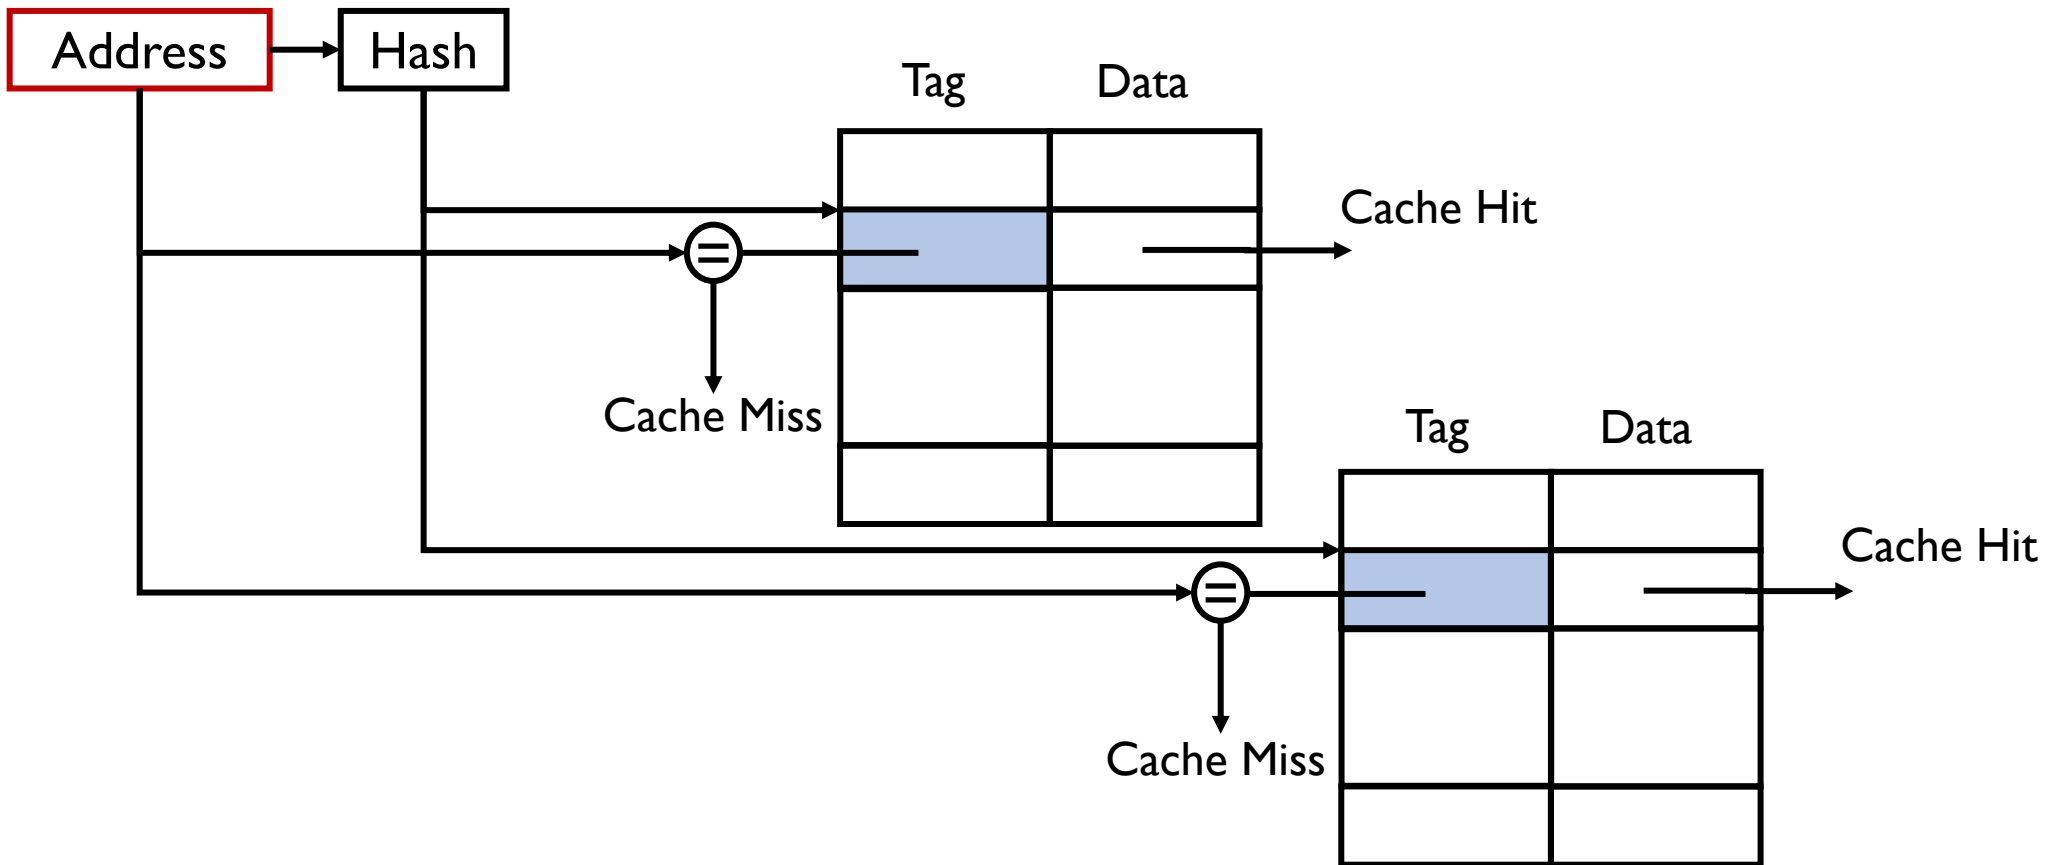 Address
Hash
Tag
Data
Cache Hit
=
Cache Miss
Tag
Data
Cache Hit
=
Cache Miss